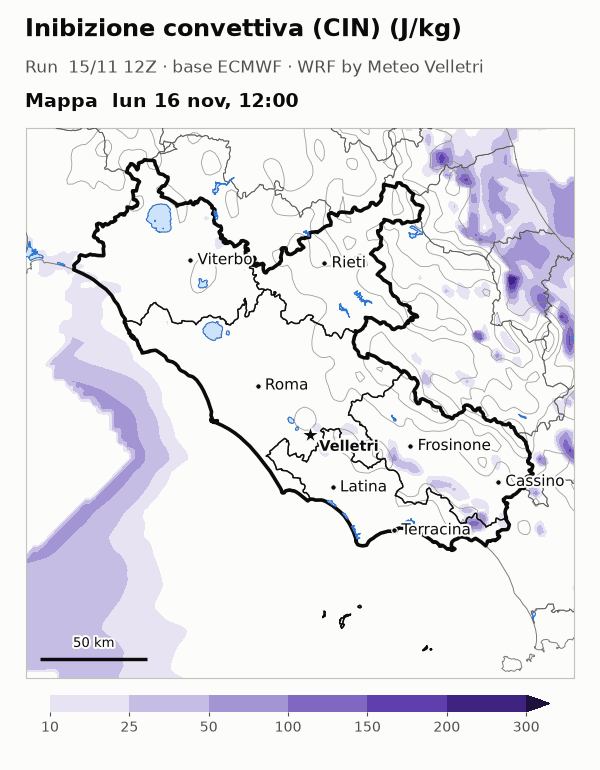 Inibizione convettiva (CIN) (J/kg)
Run  15/11 12Z · base ECMWF · WRF by Meteo Velletri
Mappa  lun 16 nov, 12:00
Viterbo
Rieti
Roma
Velletri
Frosinone
Latina
Cassino
Terracina
50 km
10 25 50 100 150 200 300